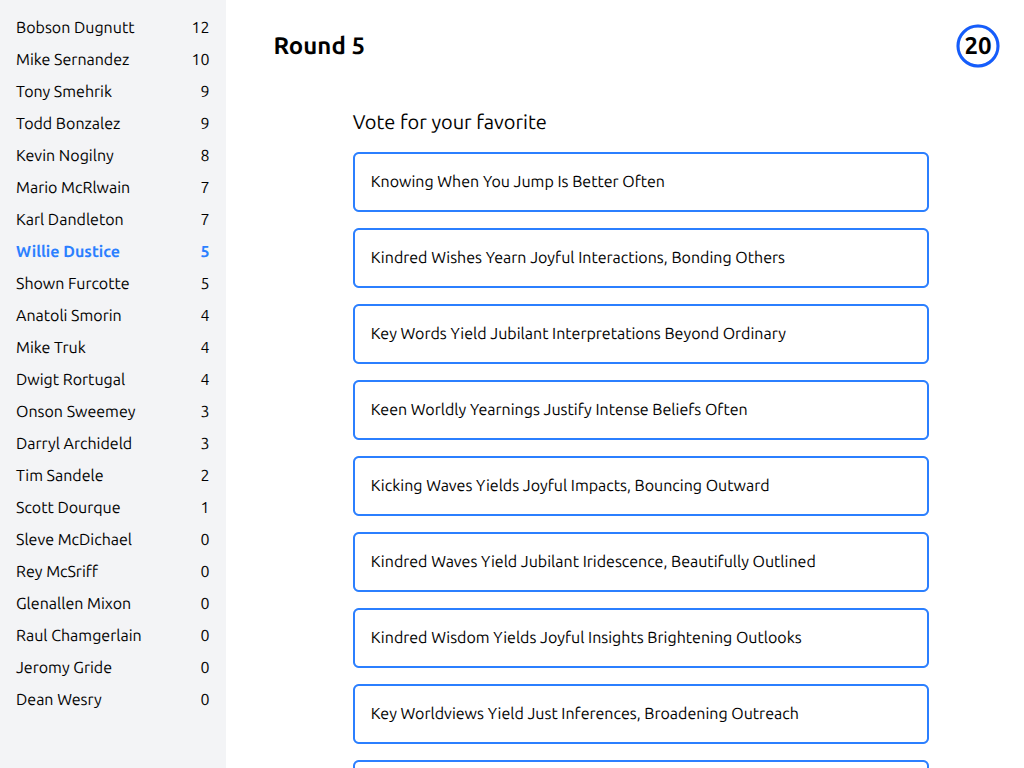 Bobson Dugnutt 12
Mike Sernandez 10
Tony Smehrik 9
Todd Bonzalez 9
Kevin Nogilny 8
Mario McRlwain 7
Karl Dandleton 7
Willie Dustice 5
Shown Furcotte 5
Anatoli Smorin 4
Mike Truk 4
Dwigt Rortugal 4
Onson Sweemey 3
Darryl Archideld 3
Tim Sandele 2
Scott Dourque 1
Sleve McDichael 0
Rey McSriff 0
Glenallen Mixon 0
Raul Chamgerlain 0
Jeromy Gride 0
Dean Wesry 0
Round 5
20
Vote for your favorite
Knowing When You Jump Is Better Often
Kindred Wishes Yearn Joyful Interactions, Bonding Others
Key Words Yield Jubilant Interpretations Beyond Ordinary
Keen Worldly Yearnings Justify Intense Beliefs Often
Kicking Waves Yields Joyful Impacts, Bouncing Outward
Kindred Waves Yield Jubilant Iridescence, Beautifully Outlined
Kindred Wisdom Yields Joyful Insights Brightening Outlooks
Key Worldviews Yield Just Inferences, Broadening Outreach